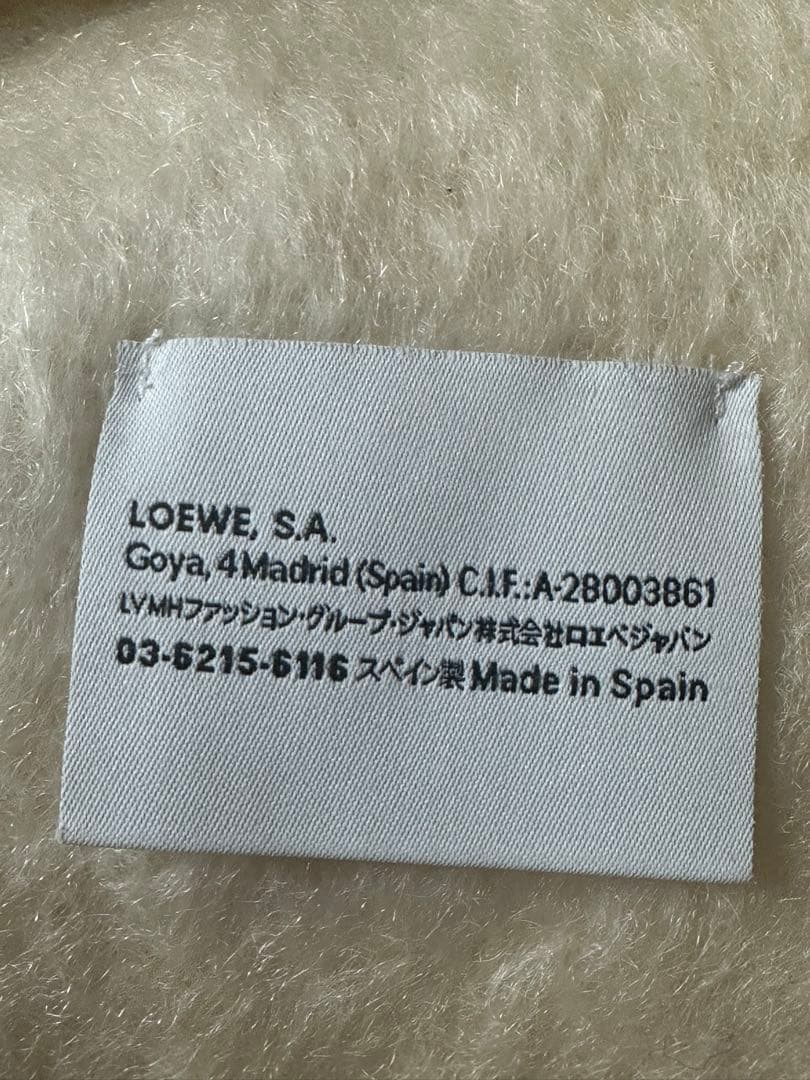 LOEWE, S.A.
Goya, 4 Madrid (Spain) C.I.F.:A-28003861
LVMHファッション・グループ・ジャパン株式会社ロエベジャパン
03-6215-6116 スペイン製 Made in Spain